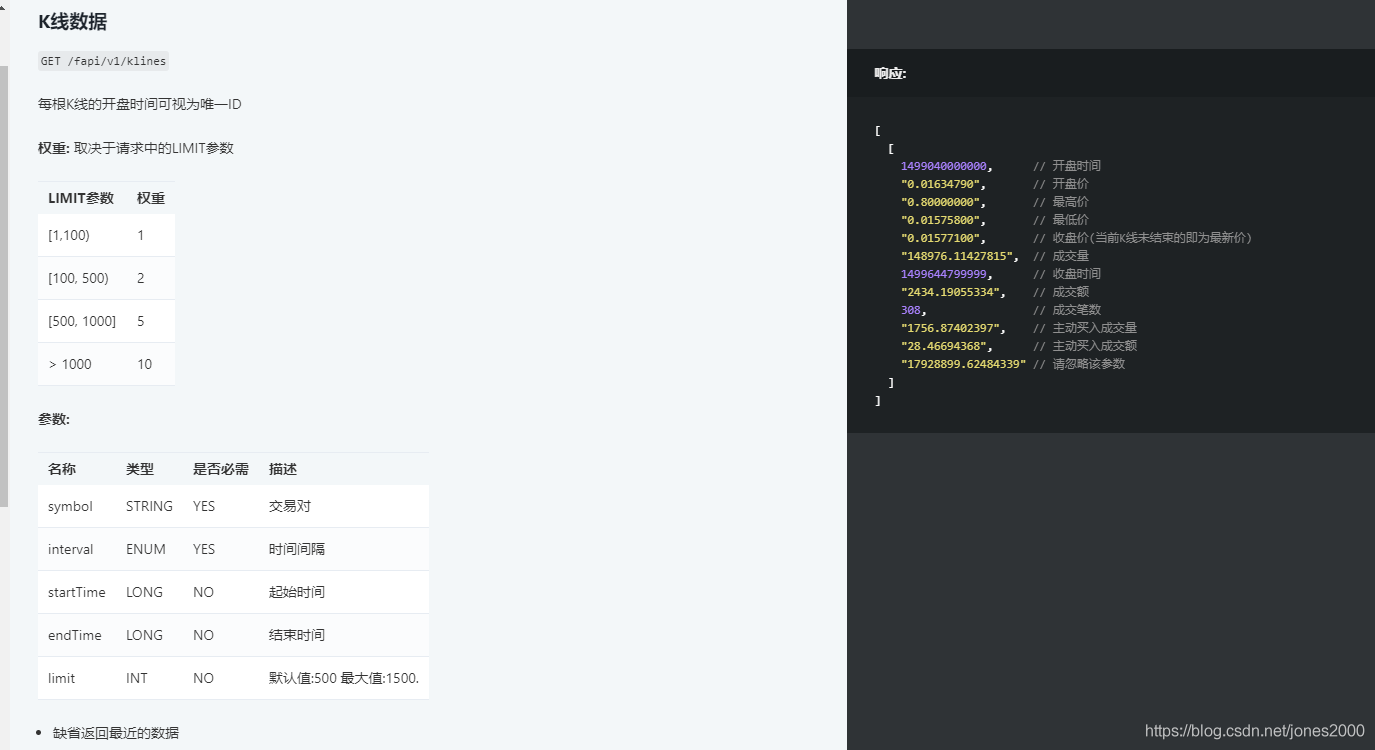 K线数据
GET /fapi/v1/klines
每根K线的开盘时间可视为唯一ID
权重: 取决于请求中的LIMIT参数
LIMIT参数 权重
[1,100) 1
[100, 500) 2
[500, 1000] 5
> 1000 10
参数:
名称 类型 是否必需 描述
symbol STRING YES 交易对
interval ENUM YES 时间间隔
startTime LONG NO 起始时间
endTime LONG NO 结束时间
limit INT NO 默认值:500 最大值:1500.
缺省返回最近的数据
响应:
[
[
1499040000000, // 开盘时间
"0.01634790", // 开盘价
"0.80000000", // 最高价
"0.01575800", // 最低价
"0.01577100", // 收盘价(当前K线未结束的即为最新价)
"148976.11427815", // 成交量
1499644799999, // 收盘时间
"2434.19055334", // 成交额
308, // 成交笔数
"1756.87402397", // 主动买入成交量
"28.46694368", // 主动买入成交额
"17928899.62484339" // 请忽略该参数
]
]
https://blog.csdn.net/jones2000